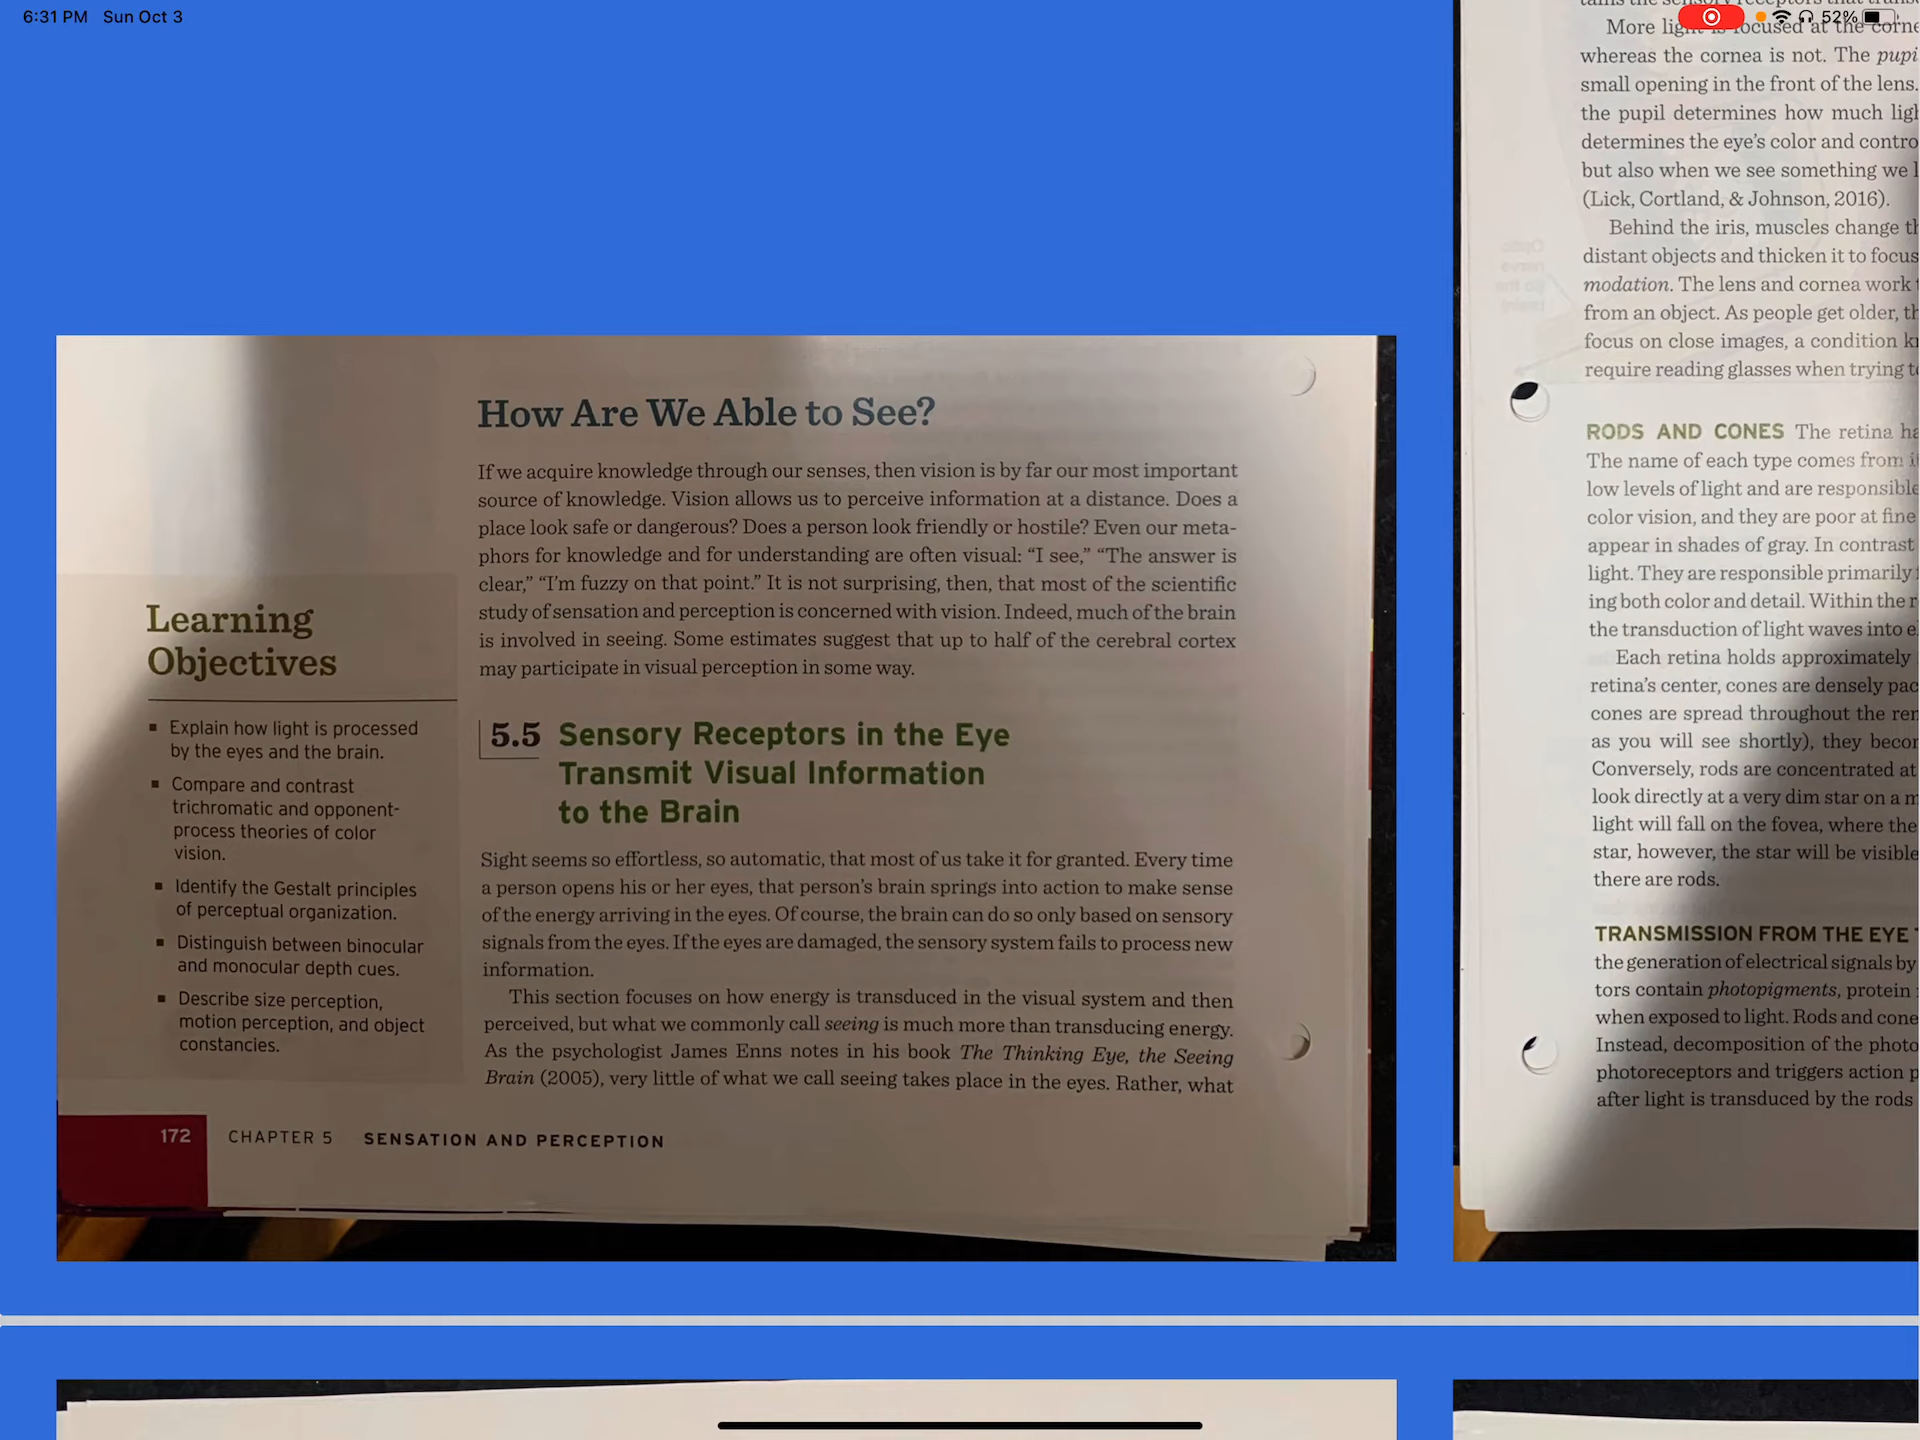 6:31 PM Sun Oct 3
52%
How Are We Able to See?
If we acquire knowledge through our senses, then vision is by far our most important
source of knowledge. Vision allows us to perceive information at a distance. Does a
place look safe or dangerous? Does a person look friendly or hostile? Even our meta-
phors for knowledge and for understanding are often visual: “I see,” “The answer is
clear,” “I’m fuzzy on that point.” It is not surprising, then, that most of the scientific
study of sensation and perception is concerned with vision. Indeed, much of the brain
is involved in seeing. Some estimates suggest that up to half of the cerebral cortex
may participate in visual perception in some way.
Learning
Objectives
▪ Explain how light is processed
by the eyes and the brain.
▪ Compare and contrast
trichromatic and opponent-
process theories of color
vision.
▪ Identify the Gestalt principles
of perceptual organization.
▪ Distinguish between binocular
and monocular depth cues.
▪ Describe size perception,
motion perception, and object
constancies.
5.5 Sensory Receptors in the Eye
Transmit Visual Information
to the Brain
Sight seems so effortless, so automatic, that most of us take it for granted. Every time
a person opens his or her eyes, that person’s brain springs into action to make sense
of the energy arriving in the eyes. Of course, the brain can do so only based on sensory
signals from the eyes. If the eyes are damaged, the sensory system fails to process new
information.
This section focuses on how energy is transduced in the visual system and then
perceived, but what we commonly call seeing is much more than transducing energy.
As the psychologist James Enns notes in his book The Thinking Eye, the Seeing
Brain (2005), very little of what we call seeing takes place in the eyes. Rather, what
172 CHAPTER 5 SENSATION AND PERCEPTION
More light is focused at the
whereas the cornea is not. The
small opening in the front of the lens.
the pupil determines how much
determines the eye’s color and
but also when we see something we
(Lick, Cortland, & Johnson, 2016).
Behind the iris, muscles change
distant objects and thicken it to focus
modation. The lens and cornea work
from an object. As people get older,
focus on close images, a condition
require reading glasses when trying
RODS AND CONES The retina
The name of each type comes from
low levels of light and are responsible
color vision, and they are poor at fine
appear in shades of gray. In contrast
light. They are responsible primarily
ing both color and detail. Within the
the transduction of light waves into
Each retina holds approximately
retina’s center, cones are densely
cones are spread throughout the
as you will see shortly), they
Conversely, rods are concentrated at
look directly at a very dim star on a
light will fall on the fovea, where the
star, however, the star will be visible
there are rods.
TRANSMISSION FROM THE EYE
the generation of electrical signals by
tors contain photopigments, protein
when exposed to light. Rods and
Instead, decomposition of the
photoreceptors and triggers action
after light is transduced by the rods